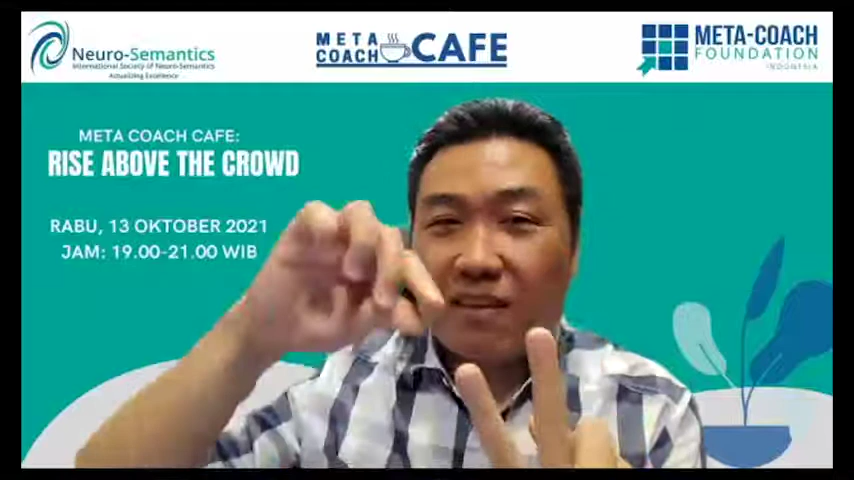 Neuro-Semantics
International Society of Neuro-Semantics
Actualizing Excellence
META
COACH
CAFE
META-COACH
FOUNDATION
INDONESIA
META COACH CAFE:
RISE ABOVE THE CROWD
RABU, 13 OKTOBER 2021
JAM: 19.00-21.00 WIB